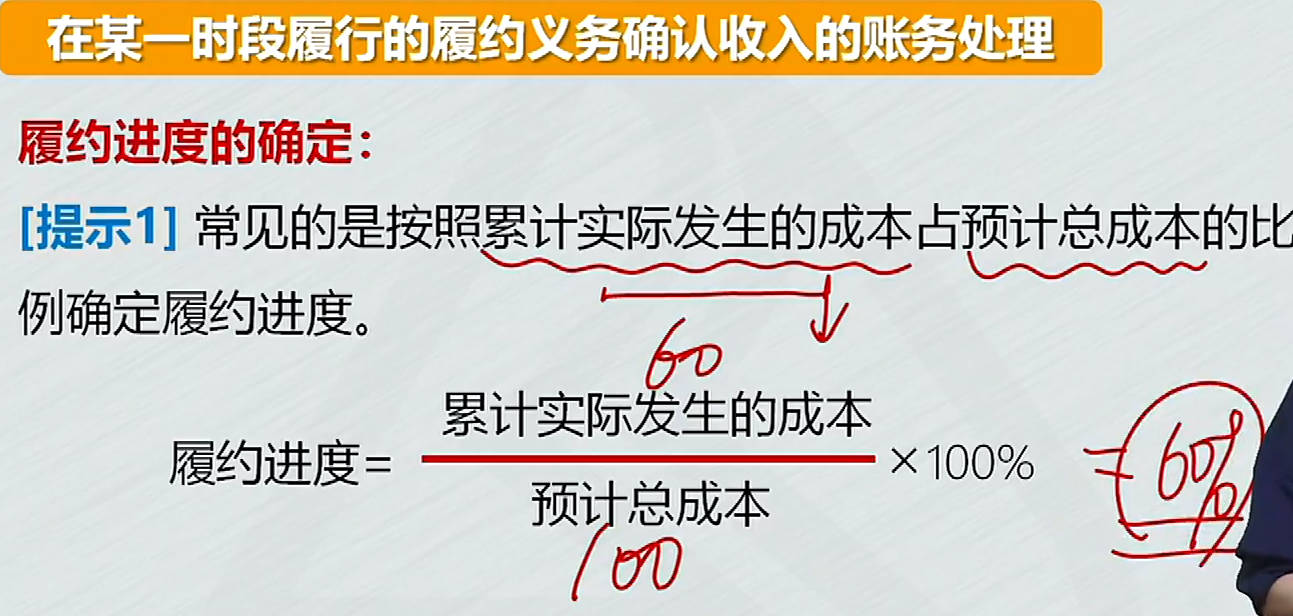 在某一时段履行的履约义务确认收入的账务处理
履约进度的确定：
[提示1] 常见的是按照累计实际发生的成本占预计总成本的比
例确定履约进度。
60
累计实际发生的成本
履约进度= ×100% = 60%
预计总成本
100